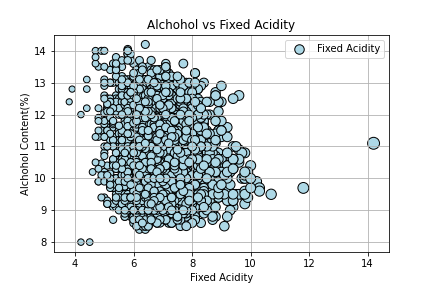 Alchohol vs Fixed Acidity
Fixed Acidity
14
13
12
11
10
9
8
Alchohol Content(%)
4 6 8 10 12 14
Fixed Acidity